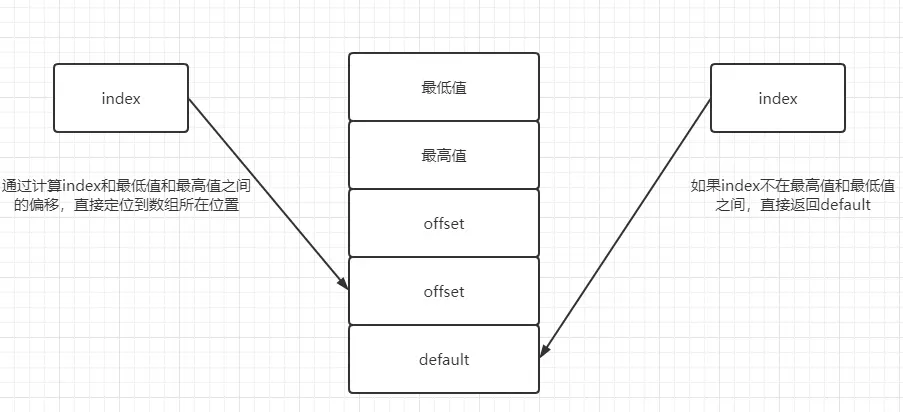 index
通过计算index和最低值和最高值之间
的偏移，直接定位到数组所在位置
最低值
最高值
offset
offset
default
index
如果index不在最高值和最低值
之间，直接返回default